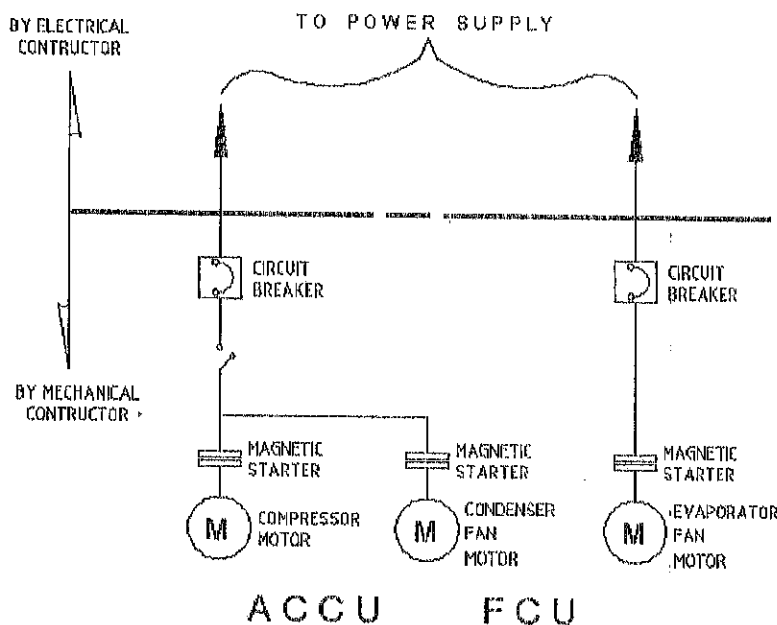 TO POWER SUPPLY
BY ELECTRICAL
CONTRUCTOR
CIRCUIT
BREAKER
CIRCUIT
BREAKER
BY MECHANICAL
CONTRUCTOR
MAGNETIC
STARTER
MAGNETIC
STARTER
MAGNETIC
STARTER
M
COMPRESSOR
MOTOR
M
CONDENSER
FAN
MOTOR
M
EVAPORATOR
FAN
MOTOR
ACCU
FCU